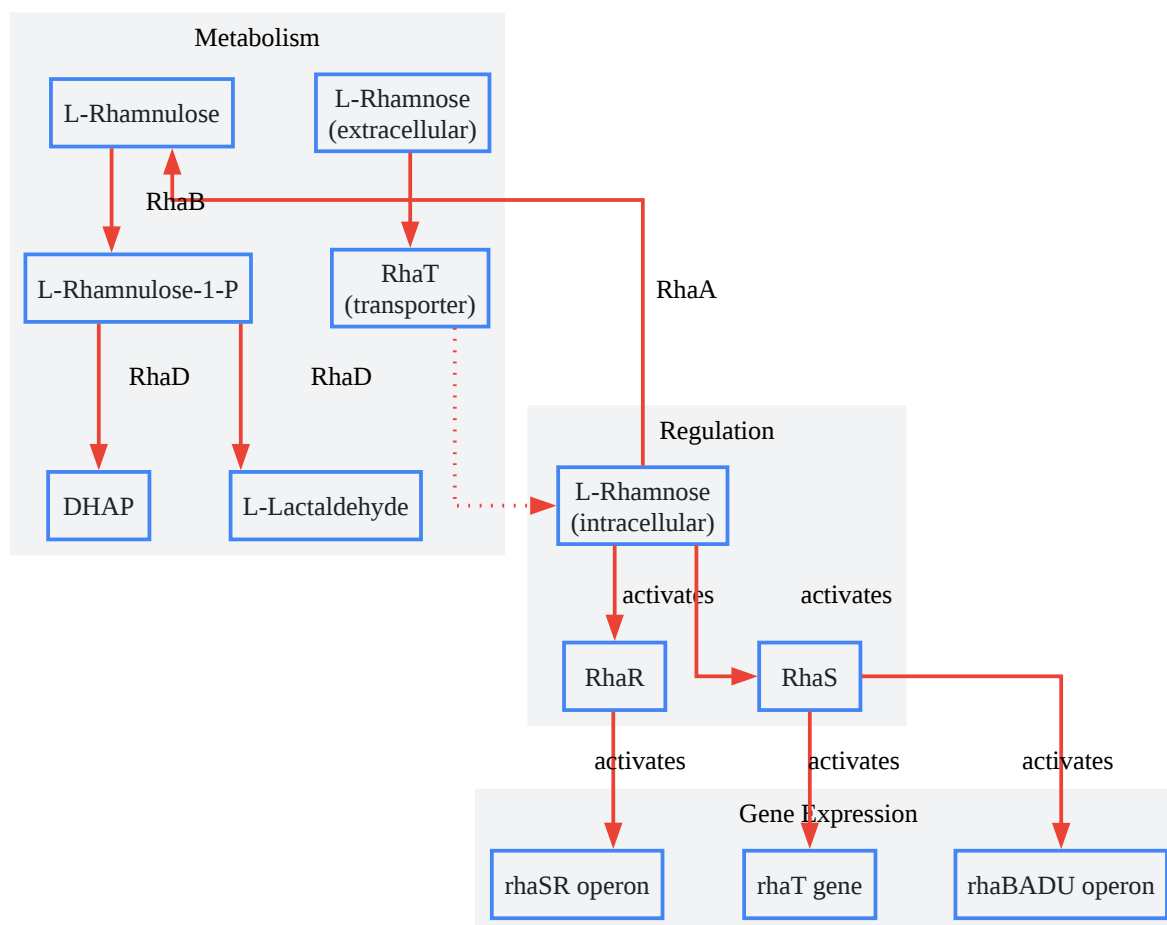 Metabolism
L-Rhamnulose
L-Rhamnose
(extracellular)
RhaB
L-Rhamnulose-1-P
RhaT
(transporter)
RhaA
RhaD
RhaD
DHAP
L-Lactaldehyde
Regulation
L-Rhamnose
(intracellular)
activates
activates
RhaR
RhaS
activates
activates
activates
Gene Expression
rhaSR operon
rhaT gene
rhaBADU operon